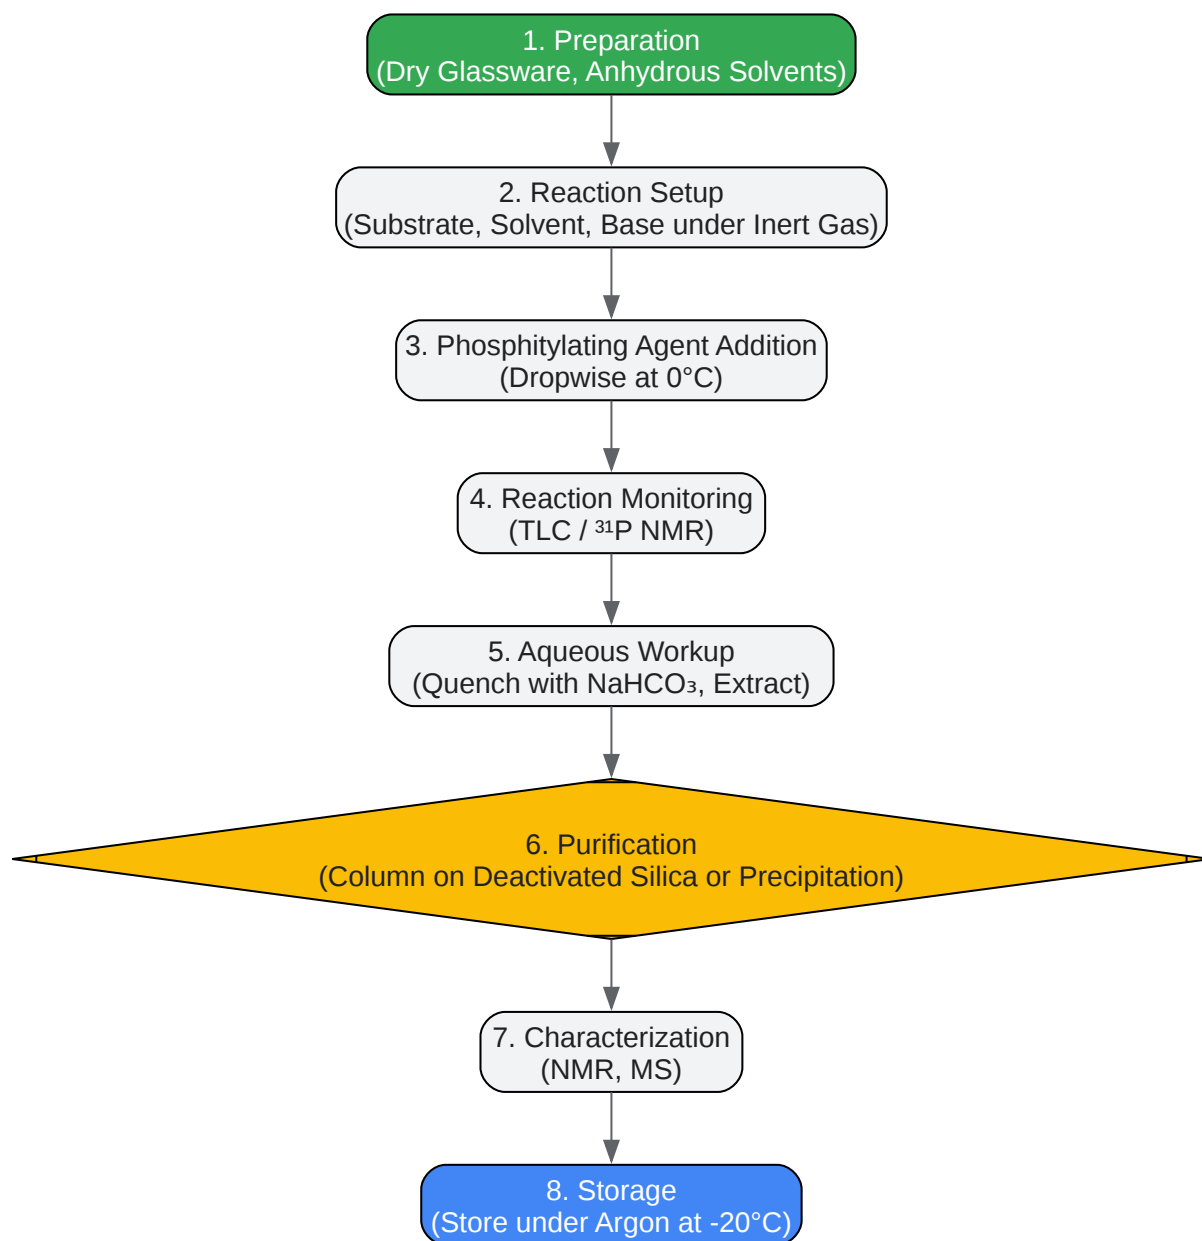 1. Preparation
(Dry Glassware, Anhydrous Solvents)
2. Reaction Setup
(Substrate, Solvent, Base under Inert Gas)
3. Phosphitylating Agent Addition
(Dropwise at 0°C)
4. Reaction Monitoring
(TLC / ³¹P NMR)
5. Aqueous Workup
(Quench with NaHCO₃, Extract)
6. Purification
(Column on Deactivated Silica or Precipitation)
7. Characterization
(NMR, MS)
8. Storage
(Store under Argon at -20°C)